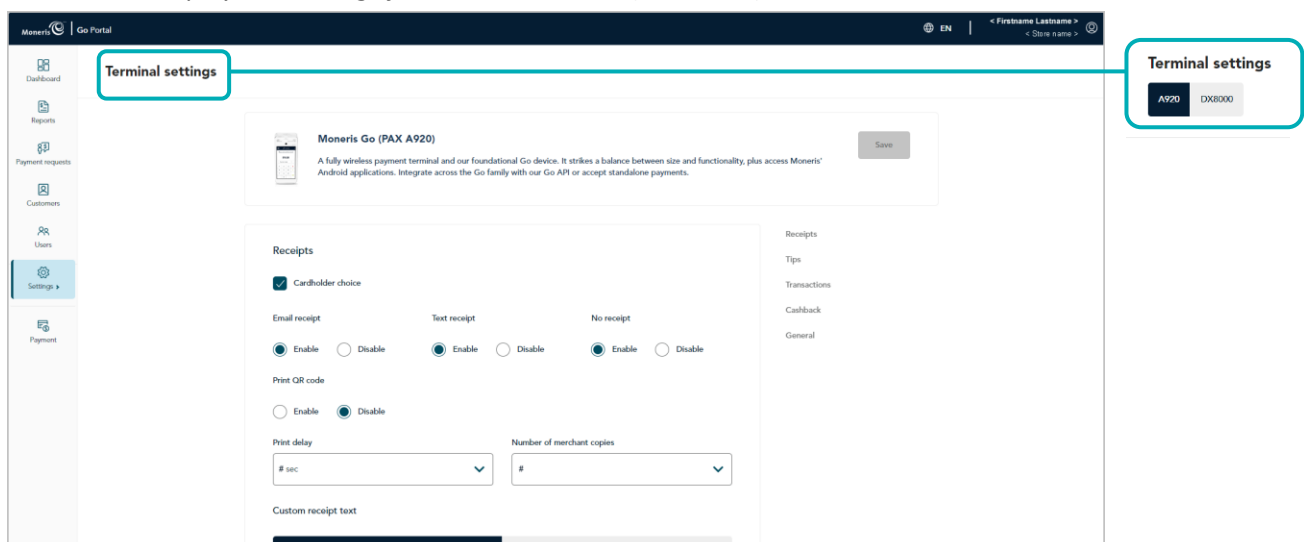 Moneris Go Portal
EN
< Firstname Lastname >
< Store name >
Dashboard
Reports
Payment requests
Customers
Users
Settings
Payment
Terminal settings
Terminal settings
A920 DX8000
Moneris Go (PAX A920)
A fully wireless payment terminal and our foundational Go device. It strikes a balance between size and functionality, plus access Moneris'
Android applications. Integrate across the Go family with our Go API or accept standalone payments.
Save
Receipts
Cardholder choice
Email receipt Text receipt No receipt
Enable Disable Enable Disable Enable Disable
Print QR code
Enable Disable
Print delay Number of merchant copies
# sec #
Custom receipt text
Receipts
Tips
Transactions
Cashback
General